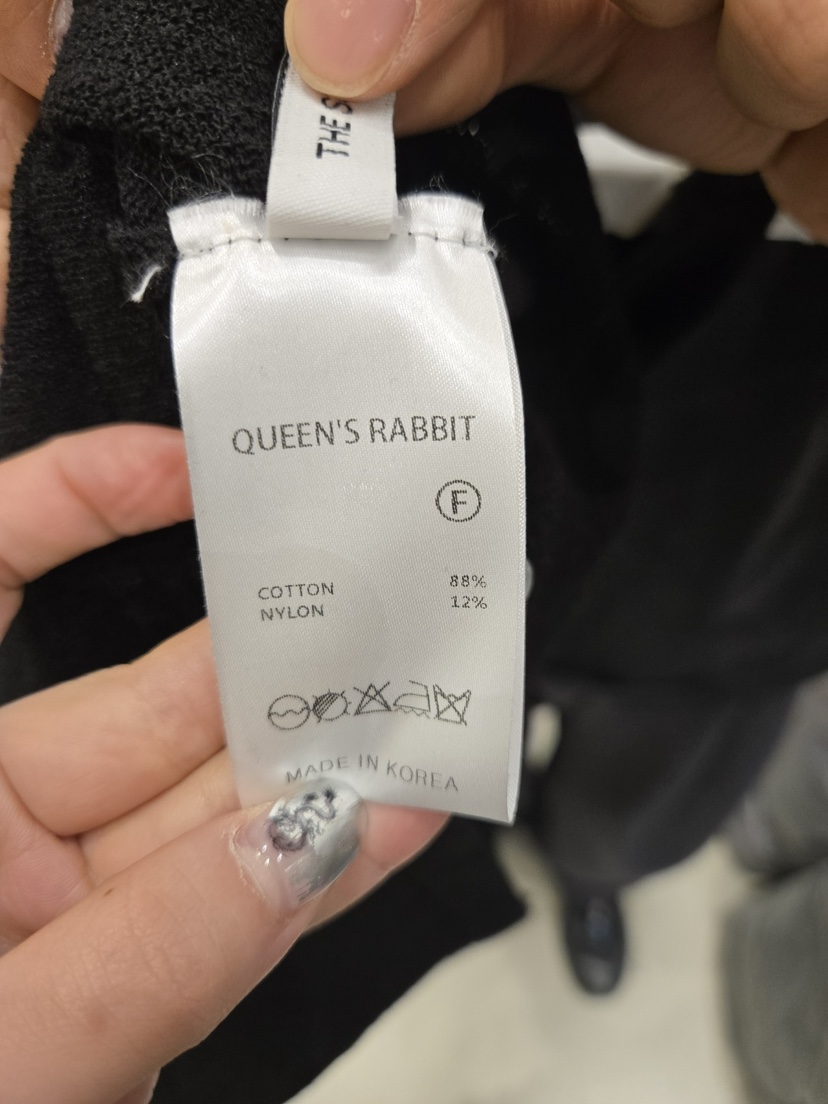 THE S
QUEEN'S RABBIT
F
COTTON 88%
NYLON 12%
MADE IN KOREA